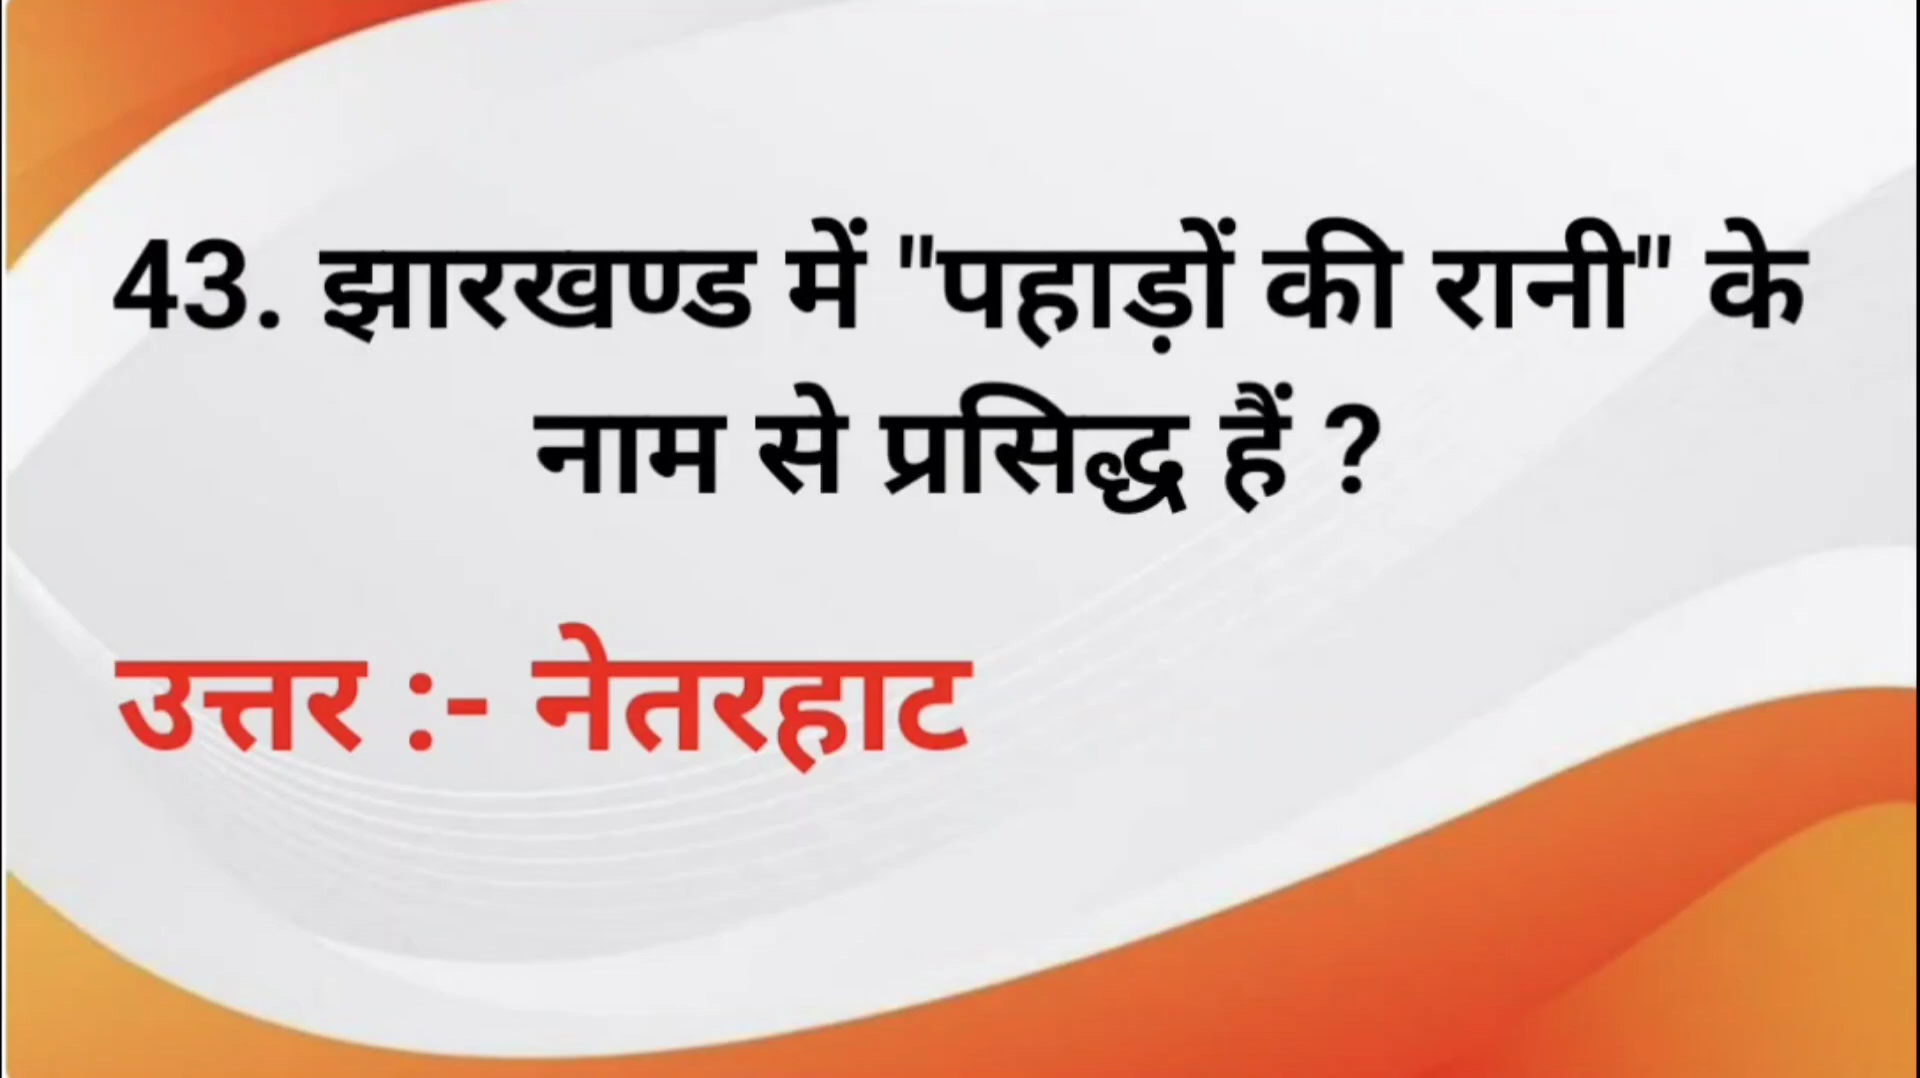 43. झारखण्ड में "पहाड़ों की रानी" के
नाम से प्रसिद्ध हैं ?
उत्तर :- नेतरहाट